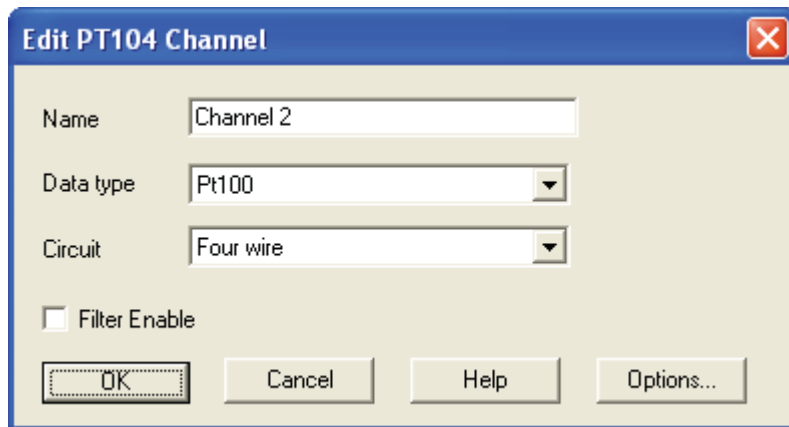 Edit PT104 Channel
Name Channel 2
Data type Pt100
Circuit Four wire
Filter Enable
OK Cancel Help Options...